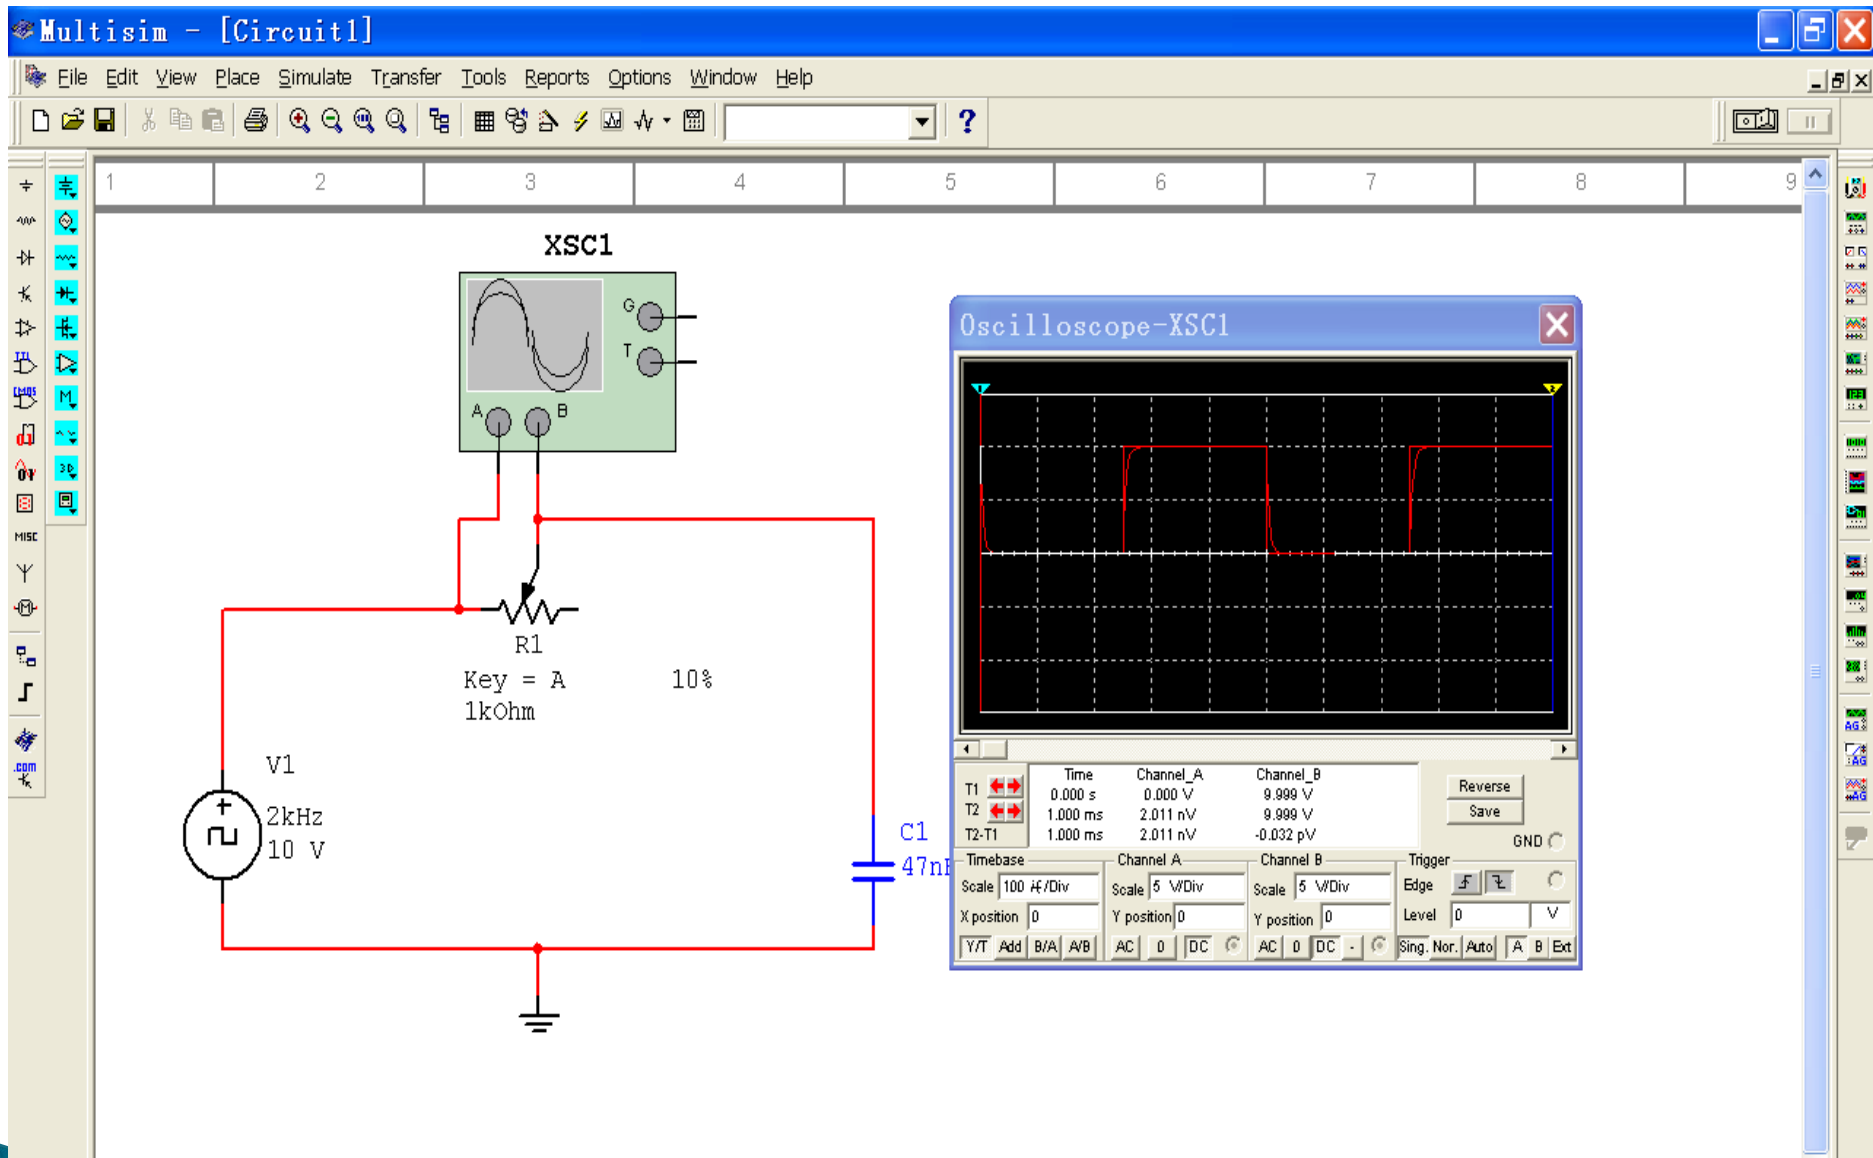 Multisim - [Circuit1]
File Edit View Place Simulate Transfer Tools Reports Options Window Help
1 2 3 4 5 6 7 8 9
XSC1
G
T
A B
R1
Key = A 10%
1kOhm
V1
2kHz
10 V
C1
47nF
MISC
Oscilloscope-XSC1
Time Channel_A Channel_B
T1 0.000 s 0.000 V 9.999 V
T2 1.000 ms 2.011 nV 9.999 V
T2-T1 1.000 ms 2.011 nV -0.032 pV
Reverse
Save
GND
Timebase Channel A Channel B Trigger
Scale 100 /Div Scale 5 V/Div Scale 5 V/Div Edge
X position 0 Y position 0 Y position 0 Level 0 V
Y/T Add B/A A/B AC 0 DC AC 0 DC - Sing. Nor. Auto A B Ext